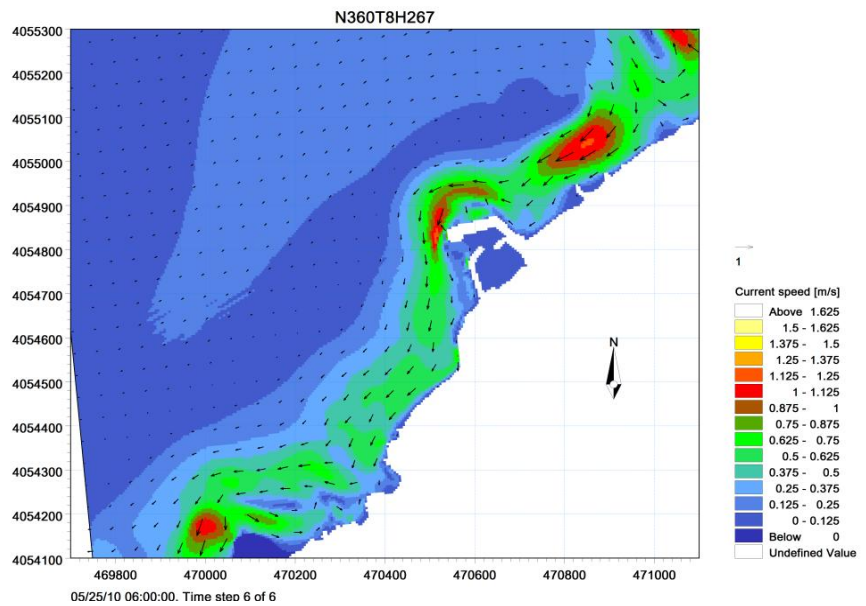 N360T8H267
4055300
4055200
4055100
4055000
4054900
4054800
4054700
4054600
4054500
4054400
4054300
4054200
4054100
469800 470000 470200 470400 470600 470800 471000
05/25/10 06:00:00, Time step 6 of 6
N
1
Current speed [m/s]
Above 1.625
1.5 - 1.625
1.375 - 1.5
1.25 - 1.375
1.125 - 1.25
1 - 1.125
0.875 - 1
0.75 - 0.875
0.625 - 0.75
0.5 - 0.625
0.375 - 0.5
0.25 - 0.375
0.125 - 0.25
0 - 0.125
Below 0
Undefined Value